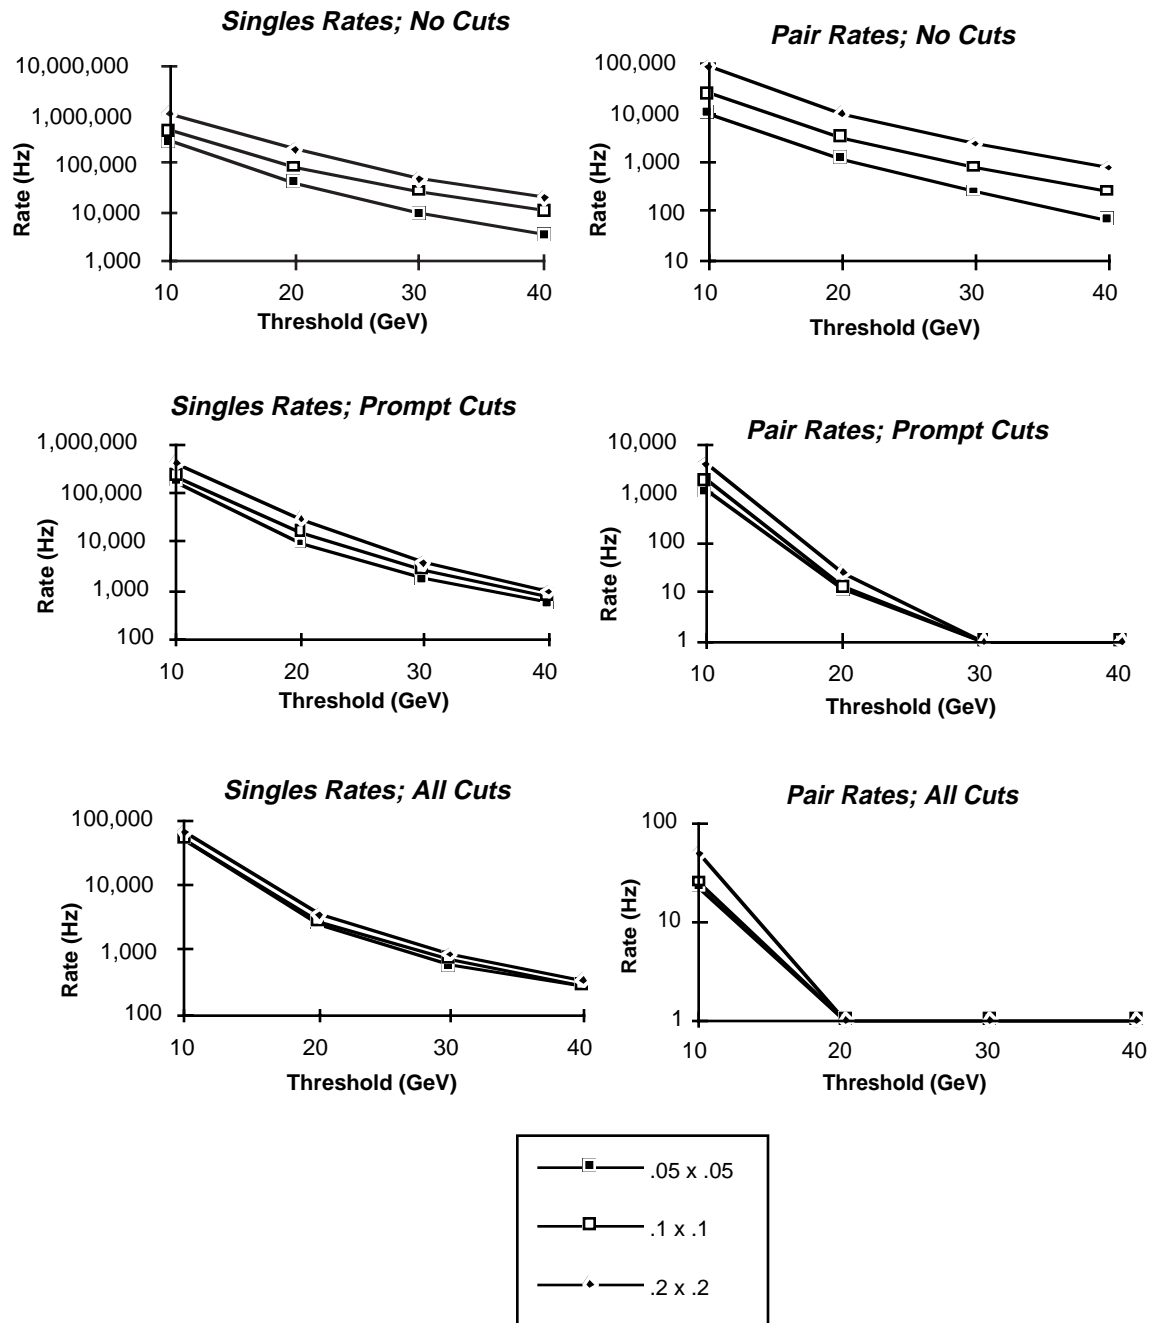 Singles Rates; No Cuts
10,000,000
1,000,000
100,000
10,000
1,000
Rate (Hz)
10
20
30
40
Threshold (GeV)
Pair Rates; No Cuts
100,000
10,000
1,000
100
10
Rate (Hz)
10
20
30
40
Threshold (GeV)
Singles Rates; Prompt Cuts
1,000,000
100,000
10,000
1,000
100
Rate (Hz)
10
20
30
40
Threshold (GeV)
Pair Rates; Prompt Cuts
10,000
1,000
100
10
1
Rate (Hz)
10
20
30
40
Threshold (GeV)
Singles Rates; All Cuts
100,000
10,000
1,000
100
Rate (Hz)
10
20
30
40
Threshold (GeV)
Pair Rates; All Cuts
100
10
1
Rate (Hz)
10
20
30
40
Threshold (GeV)
.05 x .05
.1 x .1
.2 x .2